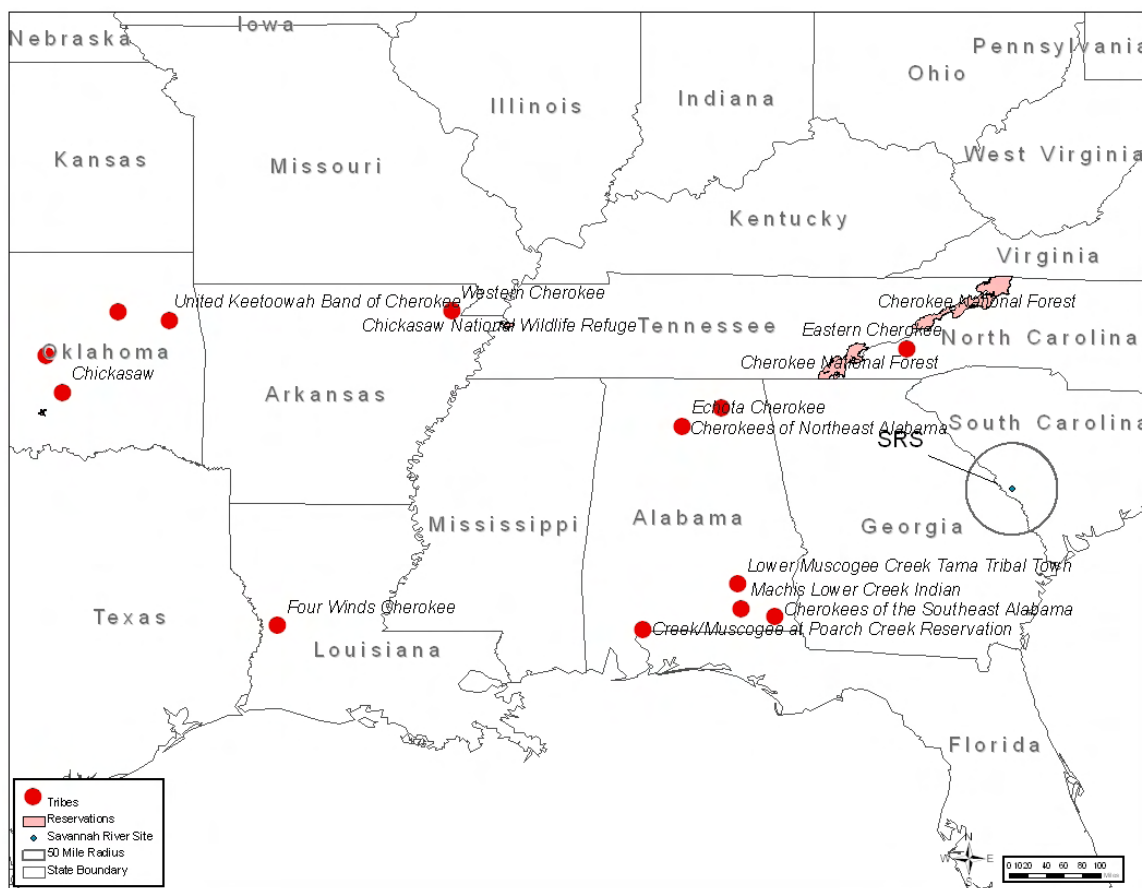 Nebraska
Iowa
Pennsylvania
Ohio
Illinois
Indiana
Kansas
Missouri
West Virginia
Kentucky
Virginia
United Keetoowah Band of Cherokee
Western Cherokee
Chickasaw National Wildlife Refuge
Tennessee
Cherokee National Forest
Eastern Cherokee
North Carolina
Cherokee National Forest
Oklahoma
Chickasaw
Arkansas
Echota Cherokee
Cherokees of Northeast Alabama
South Carolina
SRS
Mississippi
Alabama
Georgia
Lower Muscogee Creek Tama Tribal Town
Machis Lower Creek Indian
Cherokees of the Southeast Alabama
Creek/Muscogee at Poarch Creek Reservation
Texas
Four Winds Cherokee
Louisiana
Florida
Tribes
Reservations
Savannah River Site
50 Mile Radius
State Boundary
N
W E
S
0 10 20 40 60 80 100
Miles